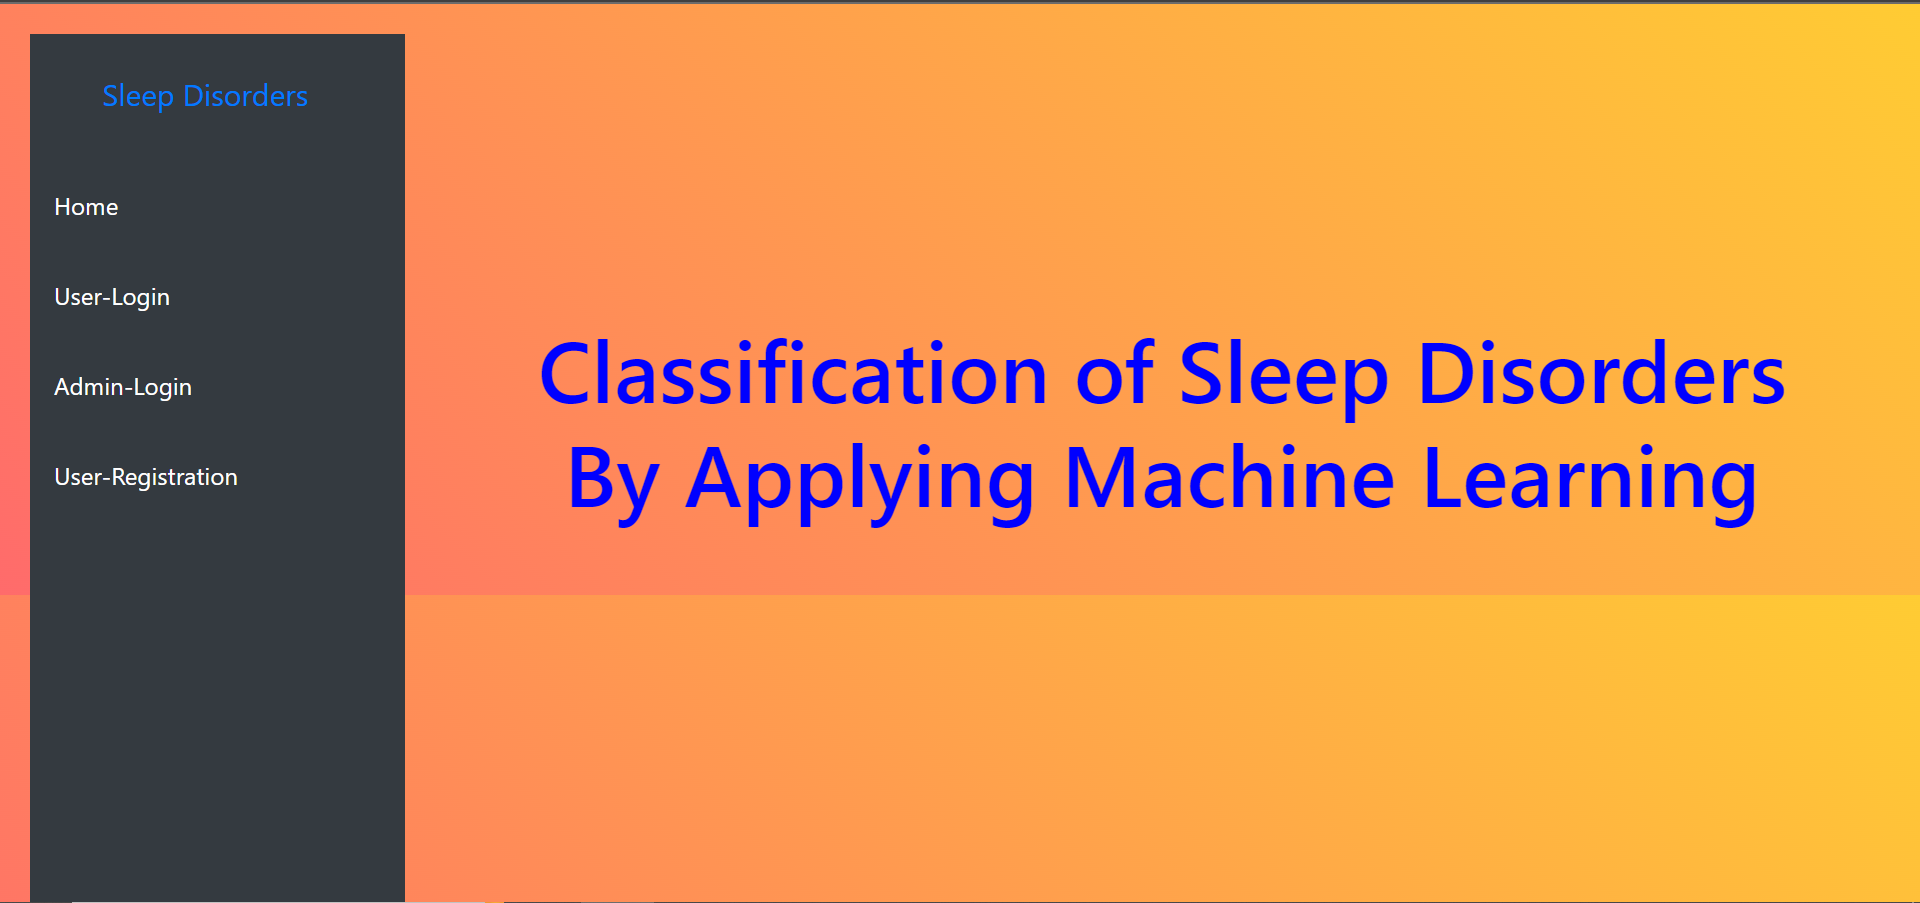 Sleep Disorders
Home
User-Login
Admin-Login
User-Registration
Classification of Sleep Disorders
By Applying Machine Learning